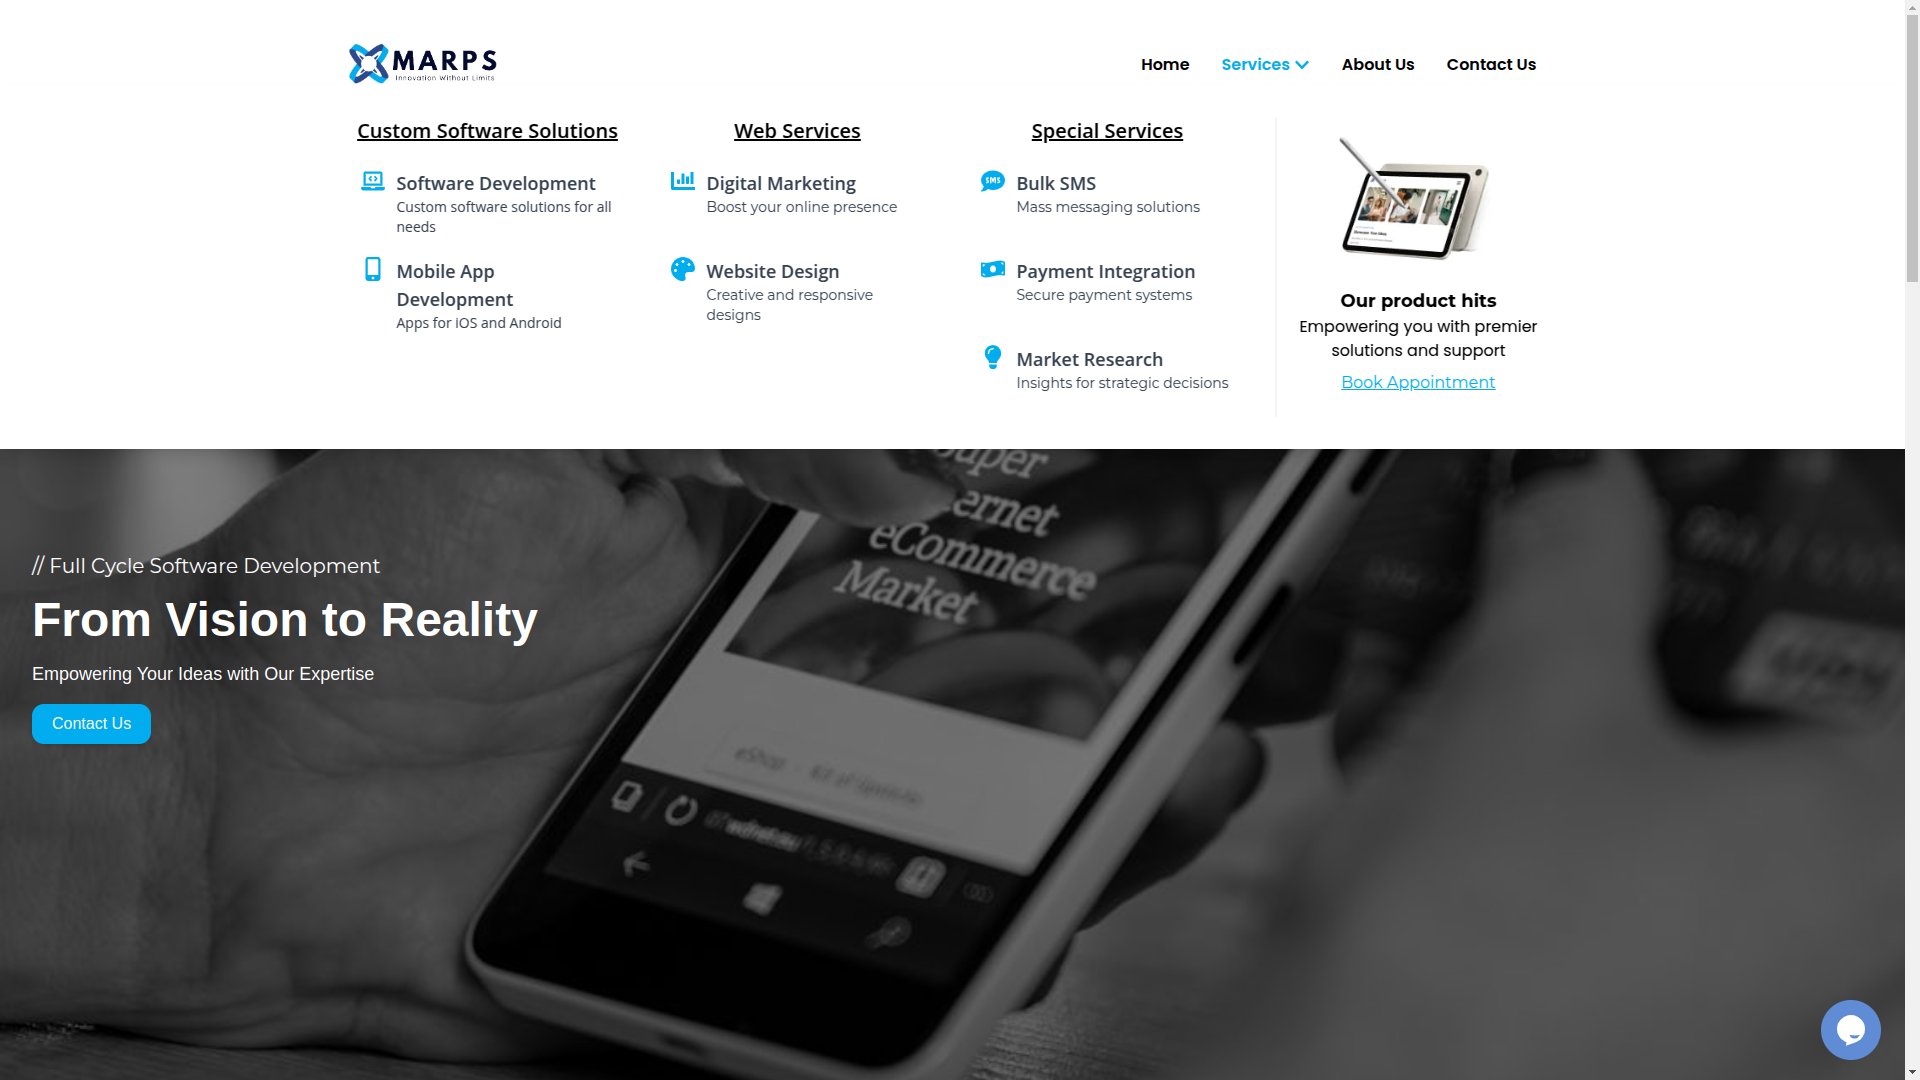 MARPS
Innovation Without Limits
Home
Services
About Us
Contact Us
Custom Software Solutions
Software Development
Custom software solutions for all
needs
Mobile App
Development
Apps for iOS and Android
Web Services
Digital Marketing
Boost your online presence
Website Design
Creative and responsive
designs
Special Services
SMS
Bulk SMS
Mass messaging solutions
Payment Integration
Secure payment systems
Market Research
Insights for strategic decisions
Our product hits
Empowering you with premier
solutions and support
Book Appointment
// Full Cycle Software Development
From Vision to Reality
Empowering Your Ideas with Our Expertise
Contact Us
eCommerce
Market
eShop